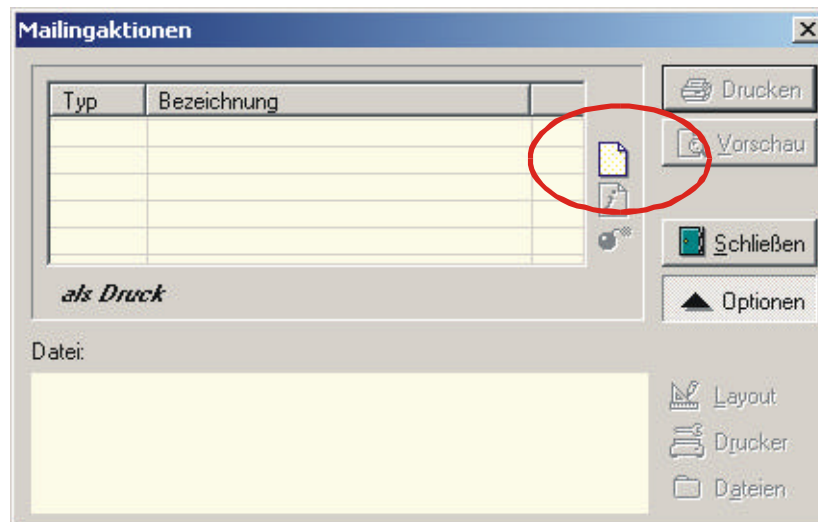 Mailingaktionen
Typ Bezeichnung
Drucken
Vorschau
Schließen
als Druck
Optionen
Datei:
Layout
Drucker
Dateien